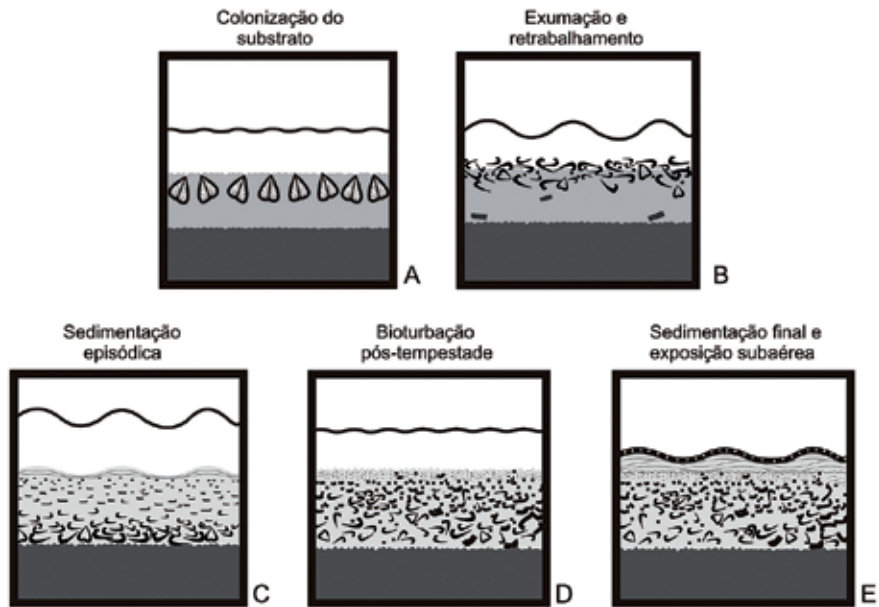 Colonização do
substrato
Exumação e
retrabalhamento
A
B
Sedimentação
episódica
Bioturbação
pós-tempestade
Sedimentação final e
exposição subaérea
C
D
E